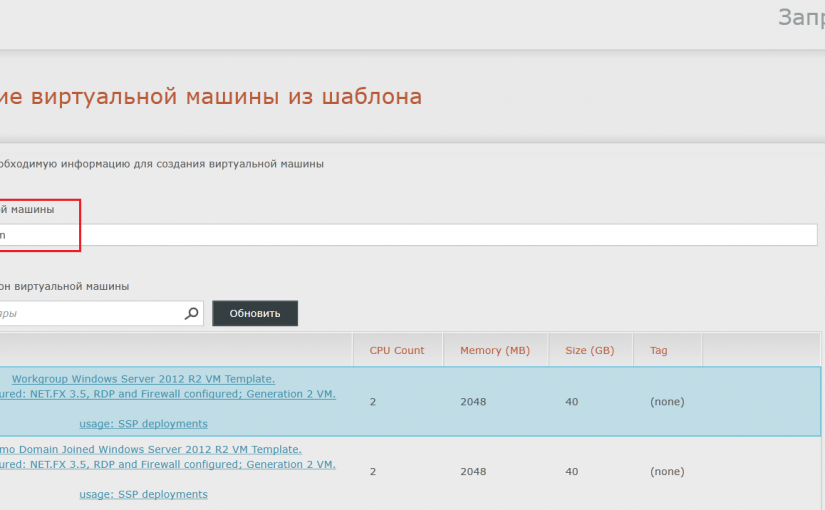 Запр
ие виртуальной машины из шаблона
обходимую информацию для создания виртуальной машины
й машины
m
он виртуальной машины
ры
Обновить
CPU Count Memory (MB) Size (GB) Tag
Workgroup Windows Server 2012 R2 VM Template.
ured: NET.FX 3.5, RDP and Firewall configured; Generation 2 VM.
2 2048 40 (none)
usage: SSP deployments
mo Domain Joined Windows Server 2012 R2 VM Template.
ured: NET.FX 3.5, RDP and Firewall configured; Generation 2 VM.
2 2048 40 (none)
usage: SSP deployments